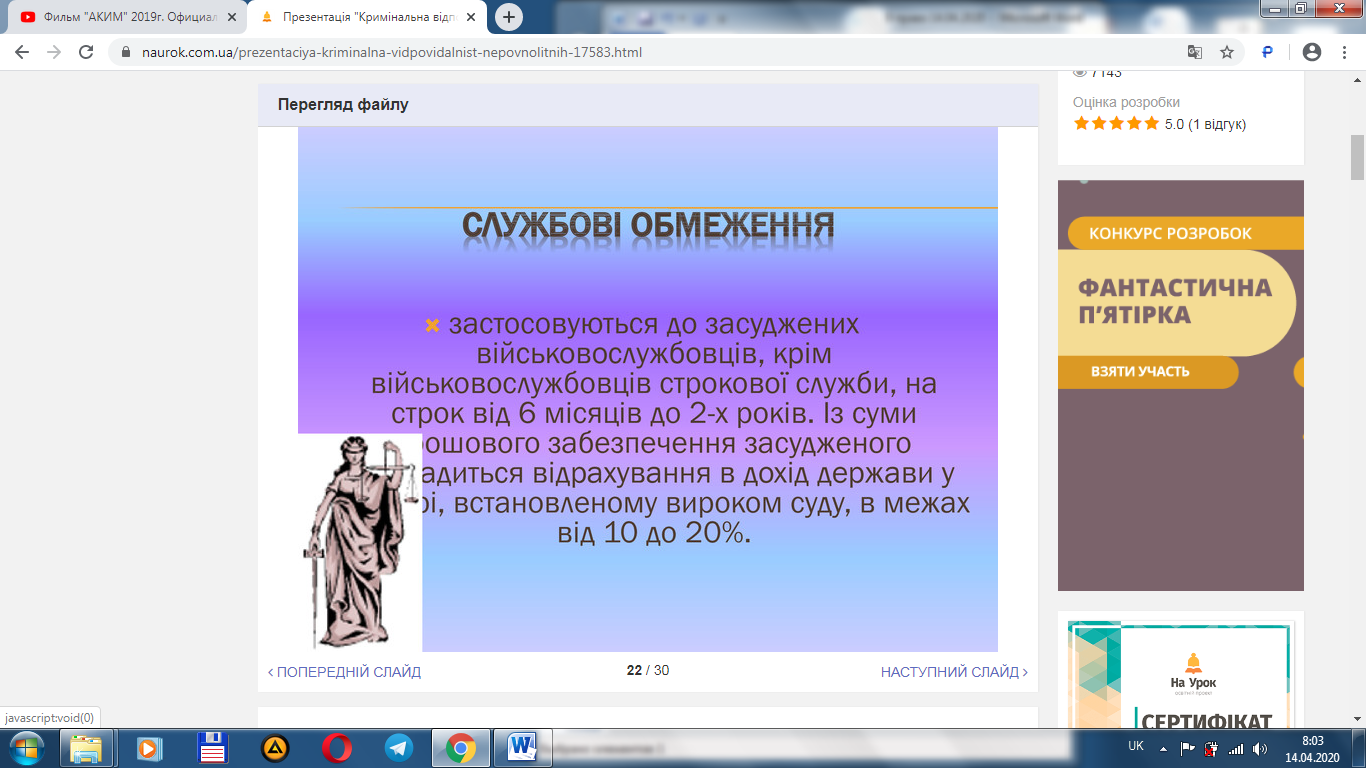 Фильм "АКИМ" 2019г. Официал
Презентація "Кримінальна відп
naurok.com.ua/prezentaciya-kriminalna-vidpovidalnist-nepovnolitnih-17583.html
Перегляд файлу
СЛУЖБОВІ ОБМЕЖЕННЯ
застосовуються до засуджених
військовослужбовців, крім
військовослужбовців строкової служби, на
строк від 6 місяців до 2-х років. Із суми
ошового забезпечення засудженого
адиться відрахування в дохід держави у
рі, встановленому вироком суду, в межах
від 10 до 20%.
ПОПЕРЕДНІЙ СЛАЙД
22 / 30
НАСТУПНИЙ СЛАЙД
7143
Оцінка розробки
5.0 (1 відгук)
КОНКУРС РОЗРОБОК
ФАНТАСТИЧНА
П'ЯТІРКА
ВЗЯТИ УЧАСТЬ
На Урок
СЕРТИФІКАТ
javascript:void(0)
UK
8:03
14.04.2020